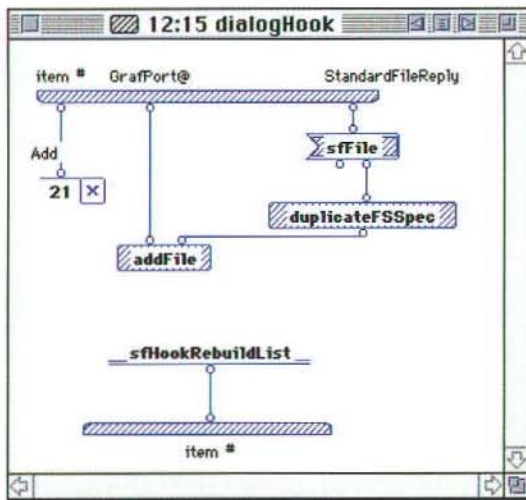 12:15 dialogHook
item # GrafPort@ StandardFileReply
sfFile
Add
21
duplicateFSSpec
addFile
sfHookRebuildList
item #